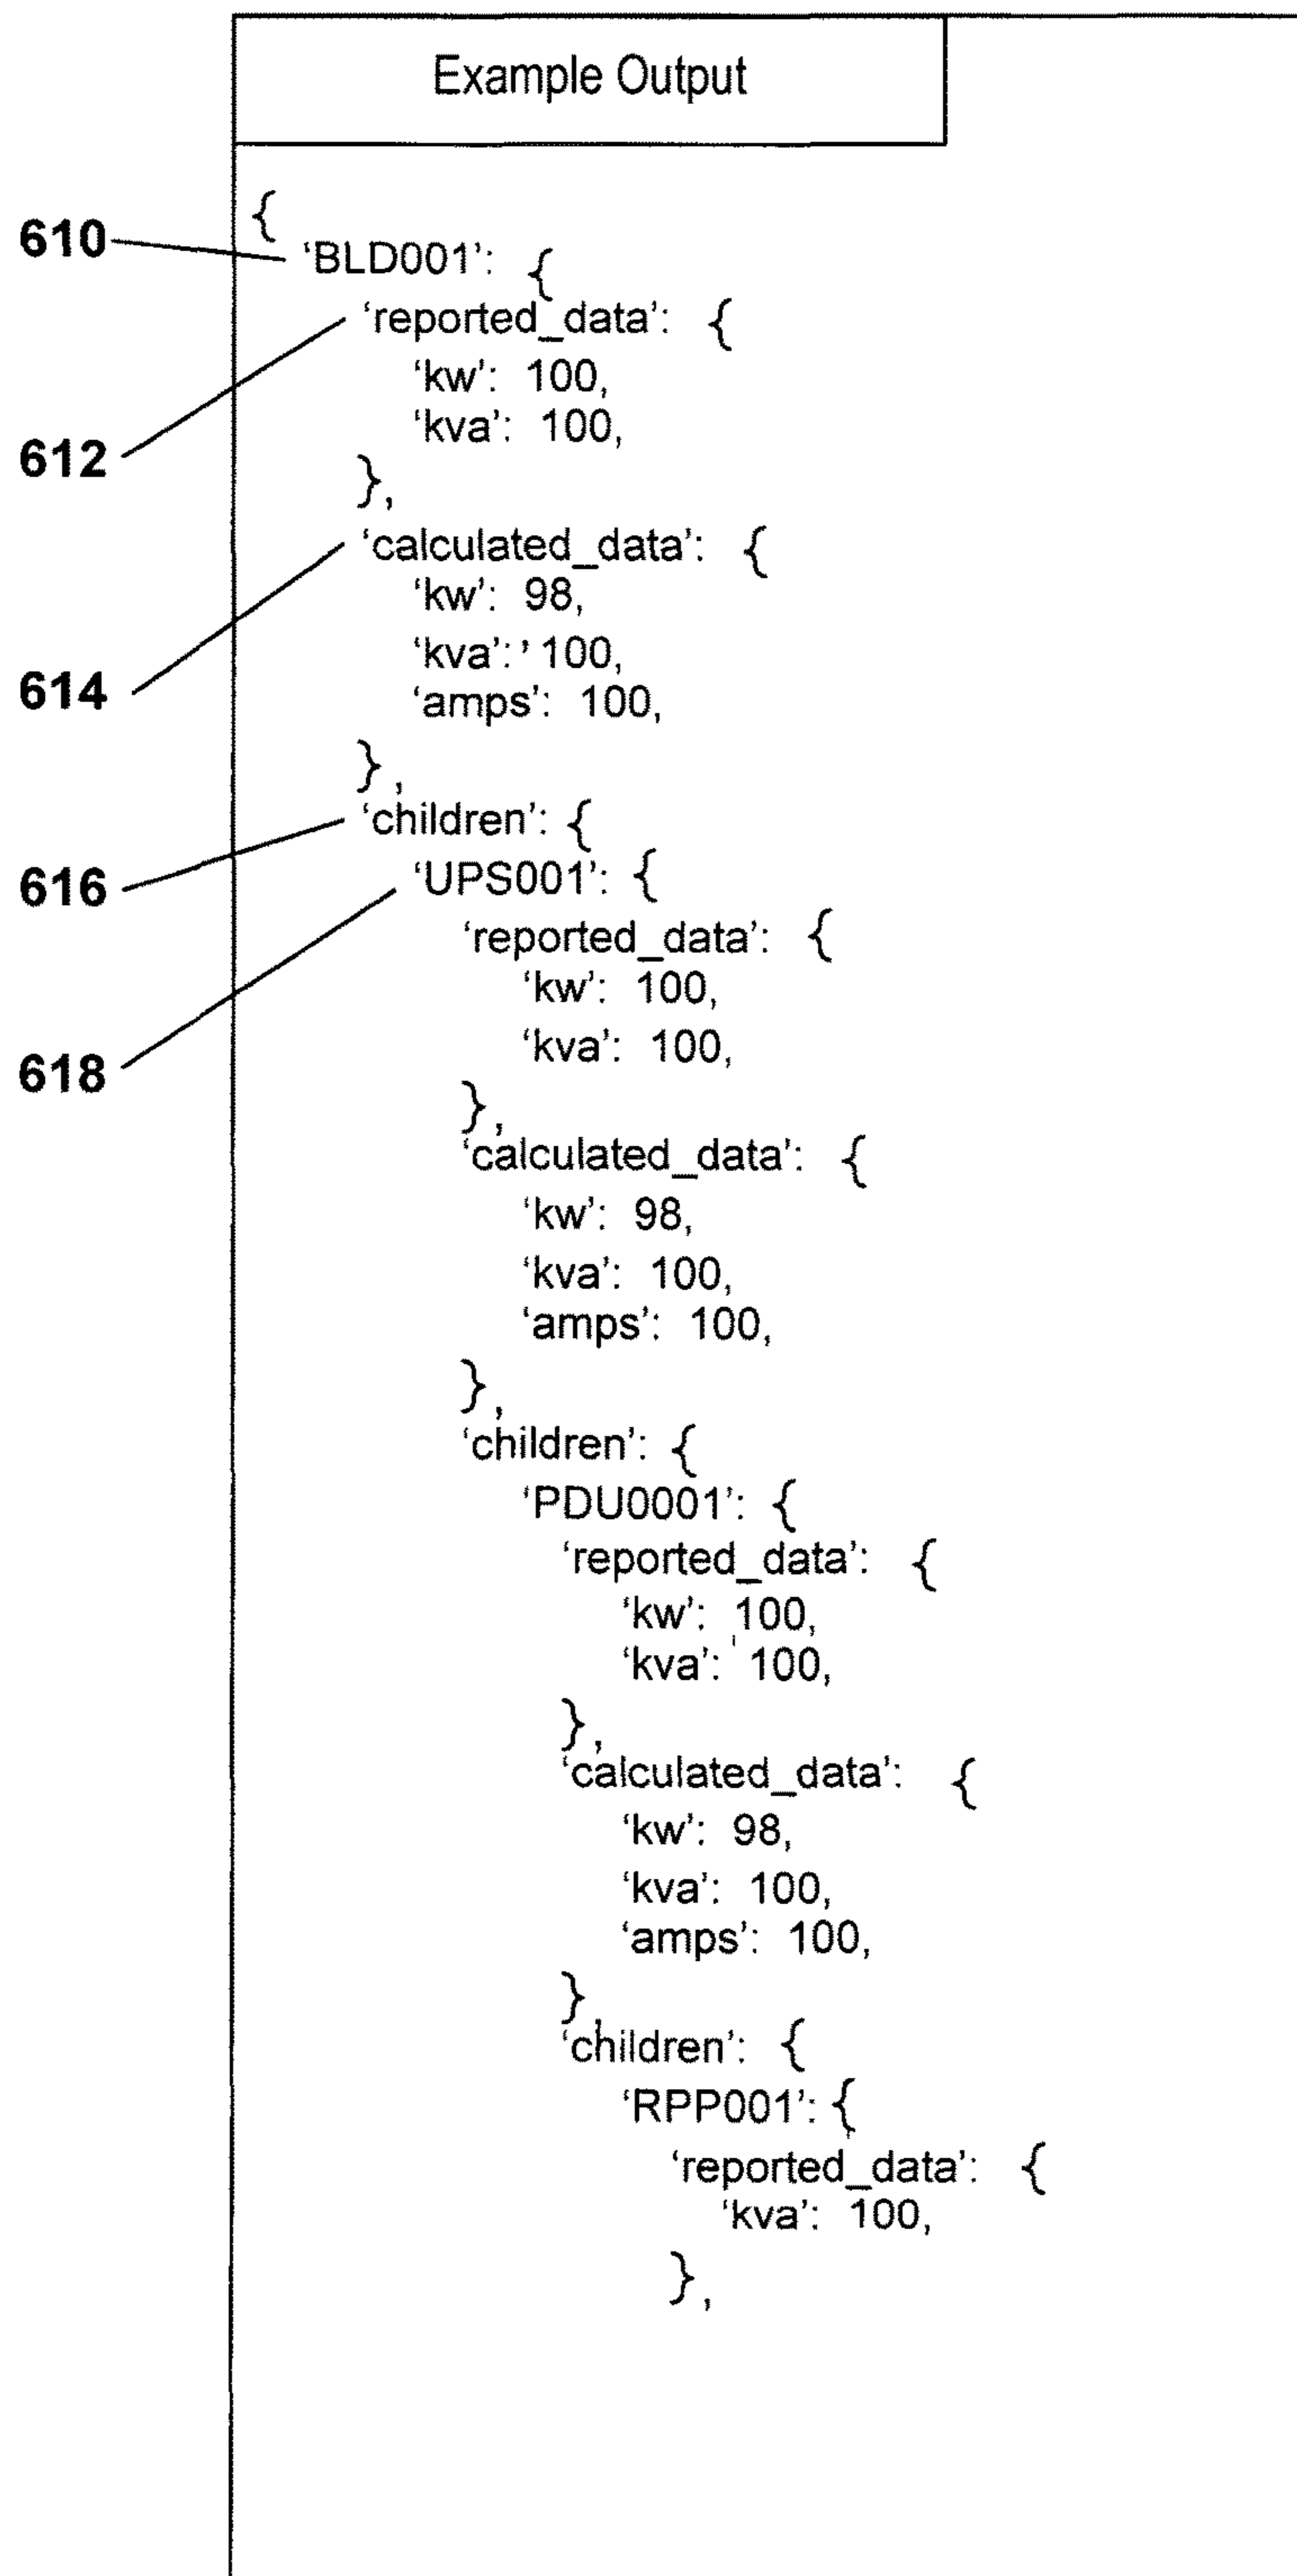 Example Output
{
610 ‘BLD001’: {
‘reported_data’: {
‘kw’: 100,
‘kva’: 100,
612
},
‘calculated_data’: {
‘kw’: 98,
‘kva’: 100,
614
‘amps’: 100,
},
‘children’: {
616 ‘UPS001’: {
‘reported_data’: {
‘kw’: 100,
‘kva’: 100,
618
},
‘calculated_data’: {
‘kw’: 98,
‘kva’: 100,
‘amps’: 100,
},
‘children’: {
‘PDU0001’: {
‘reported_data’: {
‘kw’: 100,
‘kva’: 100,
},
‘calculated_data’: {
‘kw’: 98,
‘kva’: 100,
‘amps’: 100,
},
‘children’: {
‘RPP001’: {
‘reported_data’: {
‘kva’: 100,
},